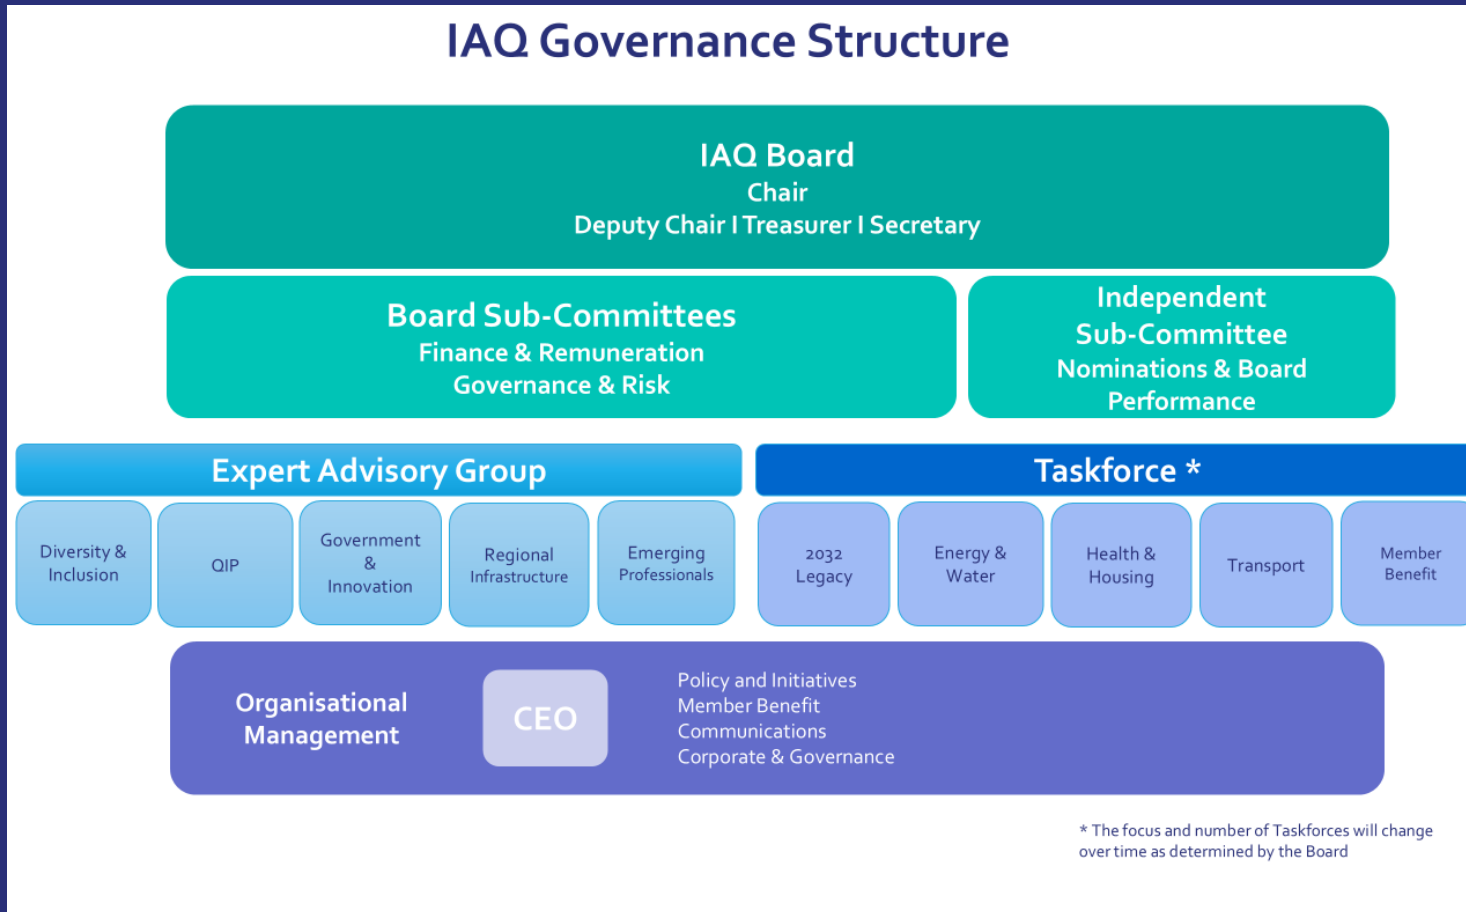 IAQ Governance Structure
IAQ Board
Chair
Deputy Chair I Treasurer I Secretary
Board Sub-Committees
Finance & Remuneration
Governance & Risk
Independent
Sub-Committee
Nominations & Board
Performance
Expert Advisory Group
Diversity &
Inclusion
QIP
Government
&
Innovation
Regional
Infrastructure
Emerging
Professionals
Taskforce *
2032
Legacy
Energy &
Water
Health &
Housing
Transport
Member
Benefit
Organisational
Management
CEO
Policy and Initiatives
Member Benefit
Communications
Corporate & Governance
* The focus and number of Taskforces will change
over time as determined by the Board